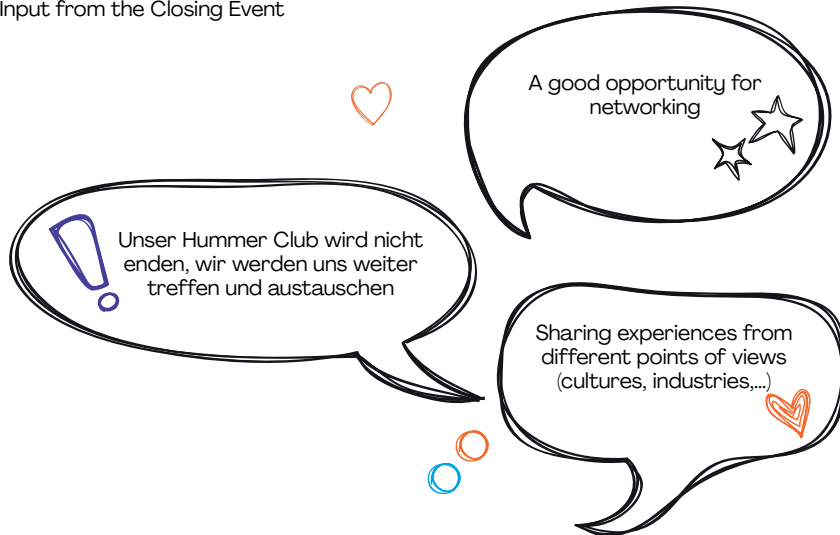 Input from the Closing Event
A good opportunity for
networking
Unser Hummer Club wird nicht
enden, wir werden uns weiter
treffen und austauschen
Sharing experiences from
different points of views
(cultures, industries,...)